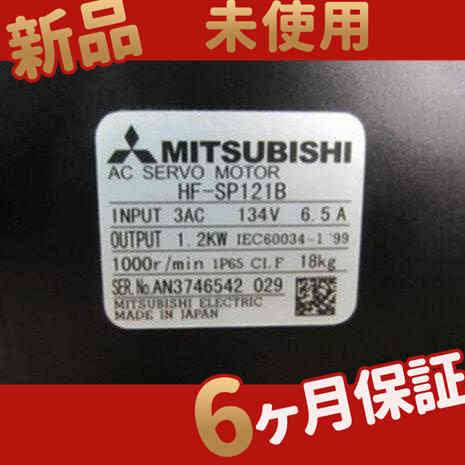 新品 未使用
MITSUBISHI
AC SERVO MOTOR
HF-SP121B
INPUT 3AC 134V 6.5A
OUTPUT 1.2KW IEC60034-1 '99
1000r/min IP65 CI.F 18kg
SER.No.AN3746542 029
MITSUBISHI ELECTRIC
MADE IN JAPAN
6ヶ月保証